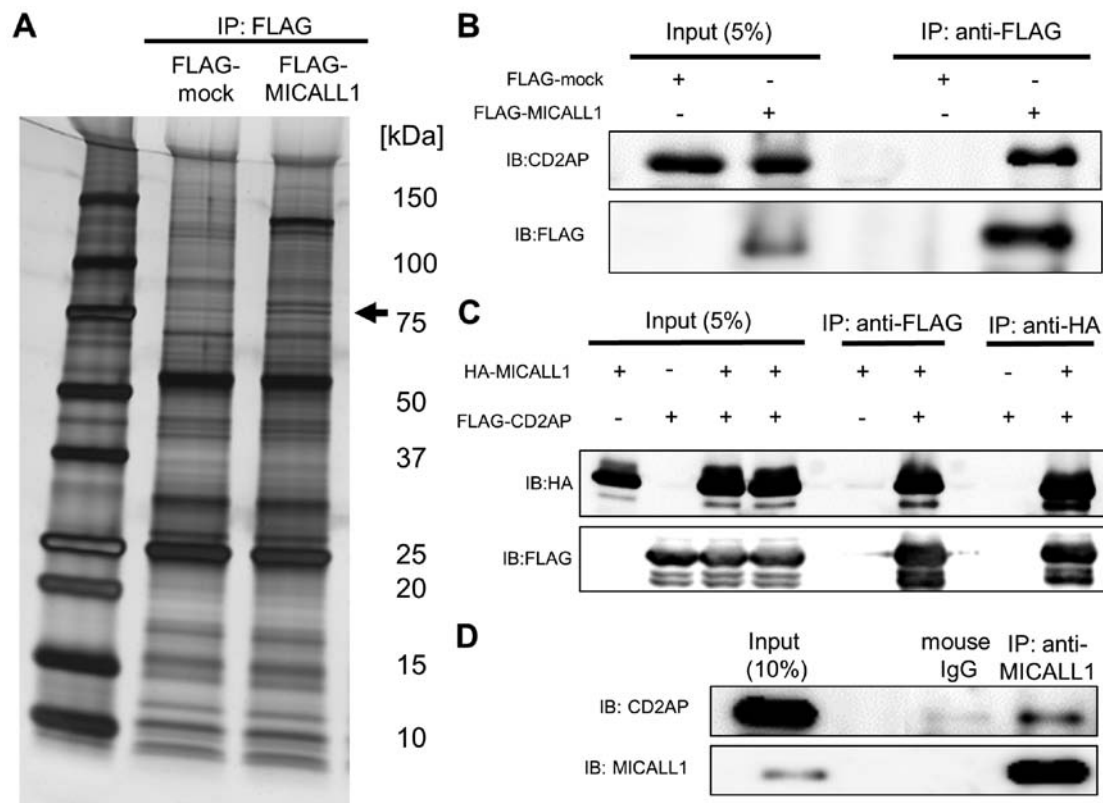 A
IP: FLAG
FLAG-
mock
FLAG-
MICALL1
[kDa]
150
100
75
50
37
25
20
15
10
B
Input (5%)
IP: anti-FLAG
FLAG-mock + - + -
FLAG-MICALL1 - + - +
IB:CD2AP
IB:FLAG
C
Input (5%)
IP: anti-FLAG
IP: anti-HA
HA-MICALL1 + - + + + + - +
FLAG-CD2AP - + + + - + + +
IB:HA
IB:FLAG
D
Input
(10%)
mouse
IgG
IP: anti-
MICALL1
IB: CD2AP
IB: MICALL1